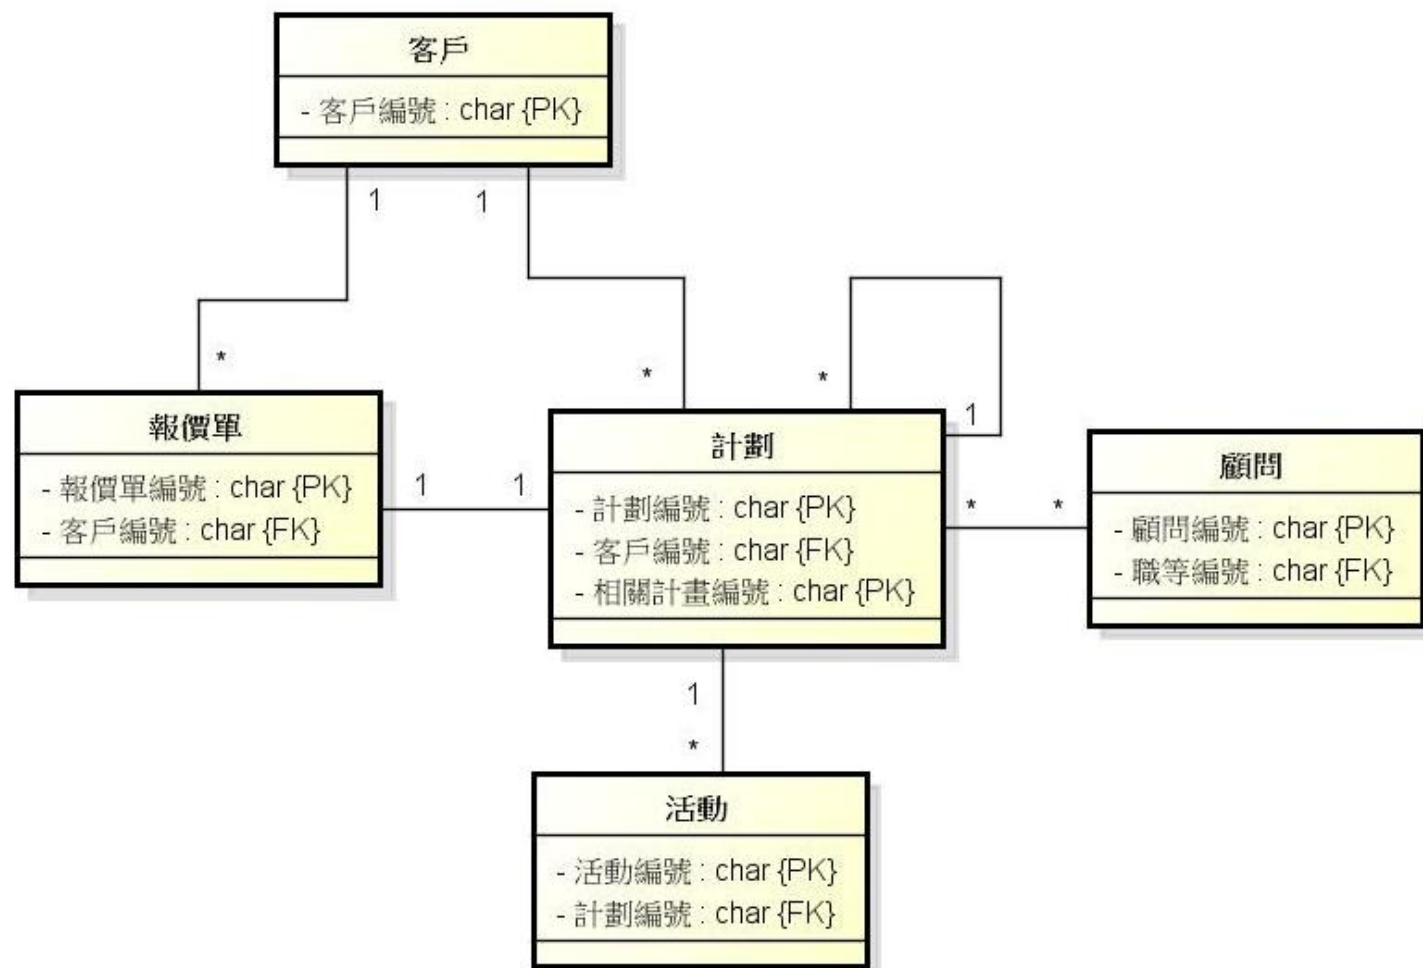 客戶
- 客戶編號 : char {PK}
1
1
*
*
*
1
報價單
- 報價單編號 : char {PK}
- 客戶編號 : char {FK}
1
1
計劃
- 計劃編號 : char {PK}
- 客戶編號 : char {FK}
- 相關計畫編號 : char {PK}
*
*
顧問
- 顧問編號 : char {PK}
- 職等編號 : char {FK}
1
*
活動
- 活動編號 : char {PK}
- 計劃編號 : char {FK}